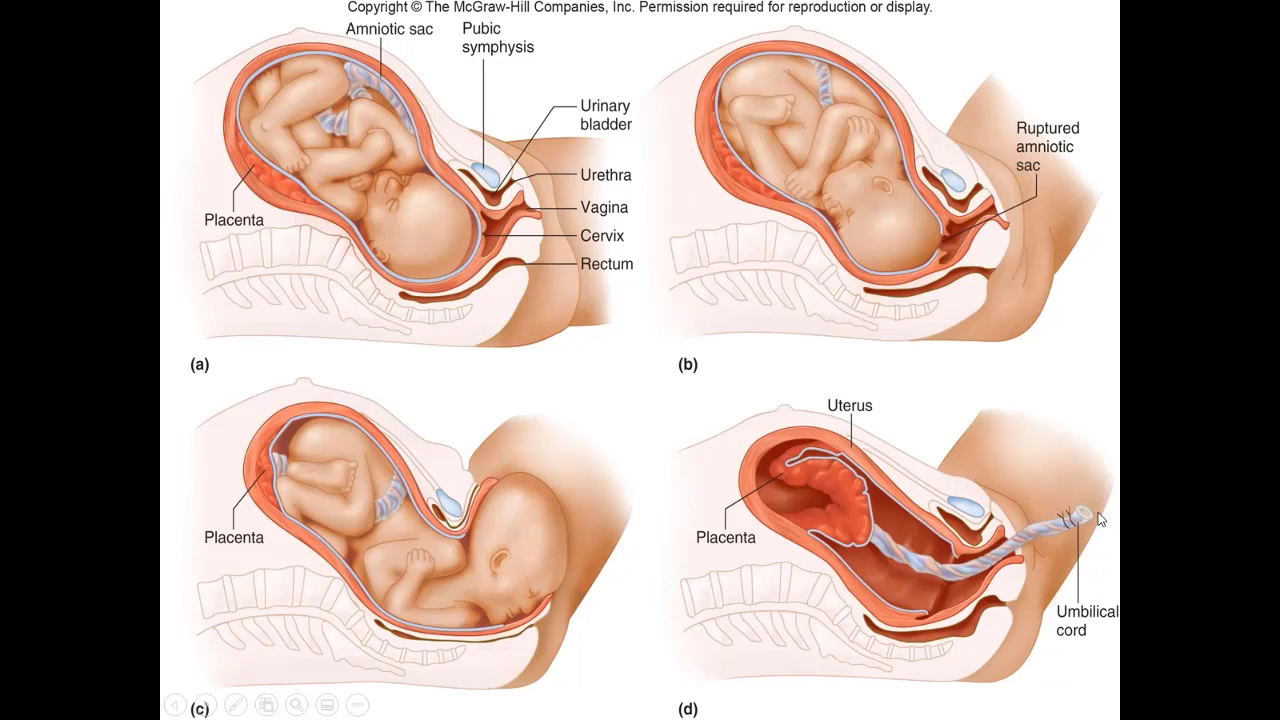 Copyright © The McGraw-Hill Companies, Inc. Permission required for reproduction or display.
Amniotic sac
Pubic
symphysis
Urinary
bladder
Urethra
Vagina
Cervix
Rectum
Placenta
(a)
Ruptured
amniotic
sac
(b)
Placenta
(c)
Uterus
Placenta
Umbilical
cord
(d)